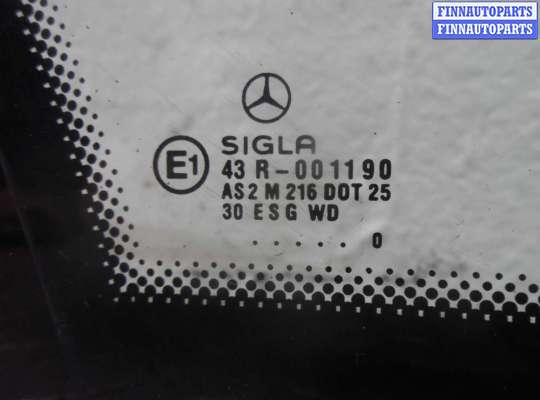 FINNAUTOPARTS
FINNAUTOPARTS
SIGLA
E1
43 R-001190
AS2 M 216 DOT 25
30 ESG WD
. . . . . . 0